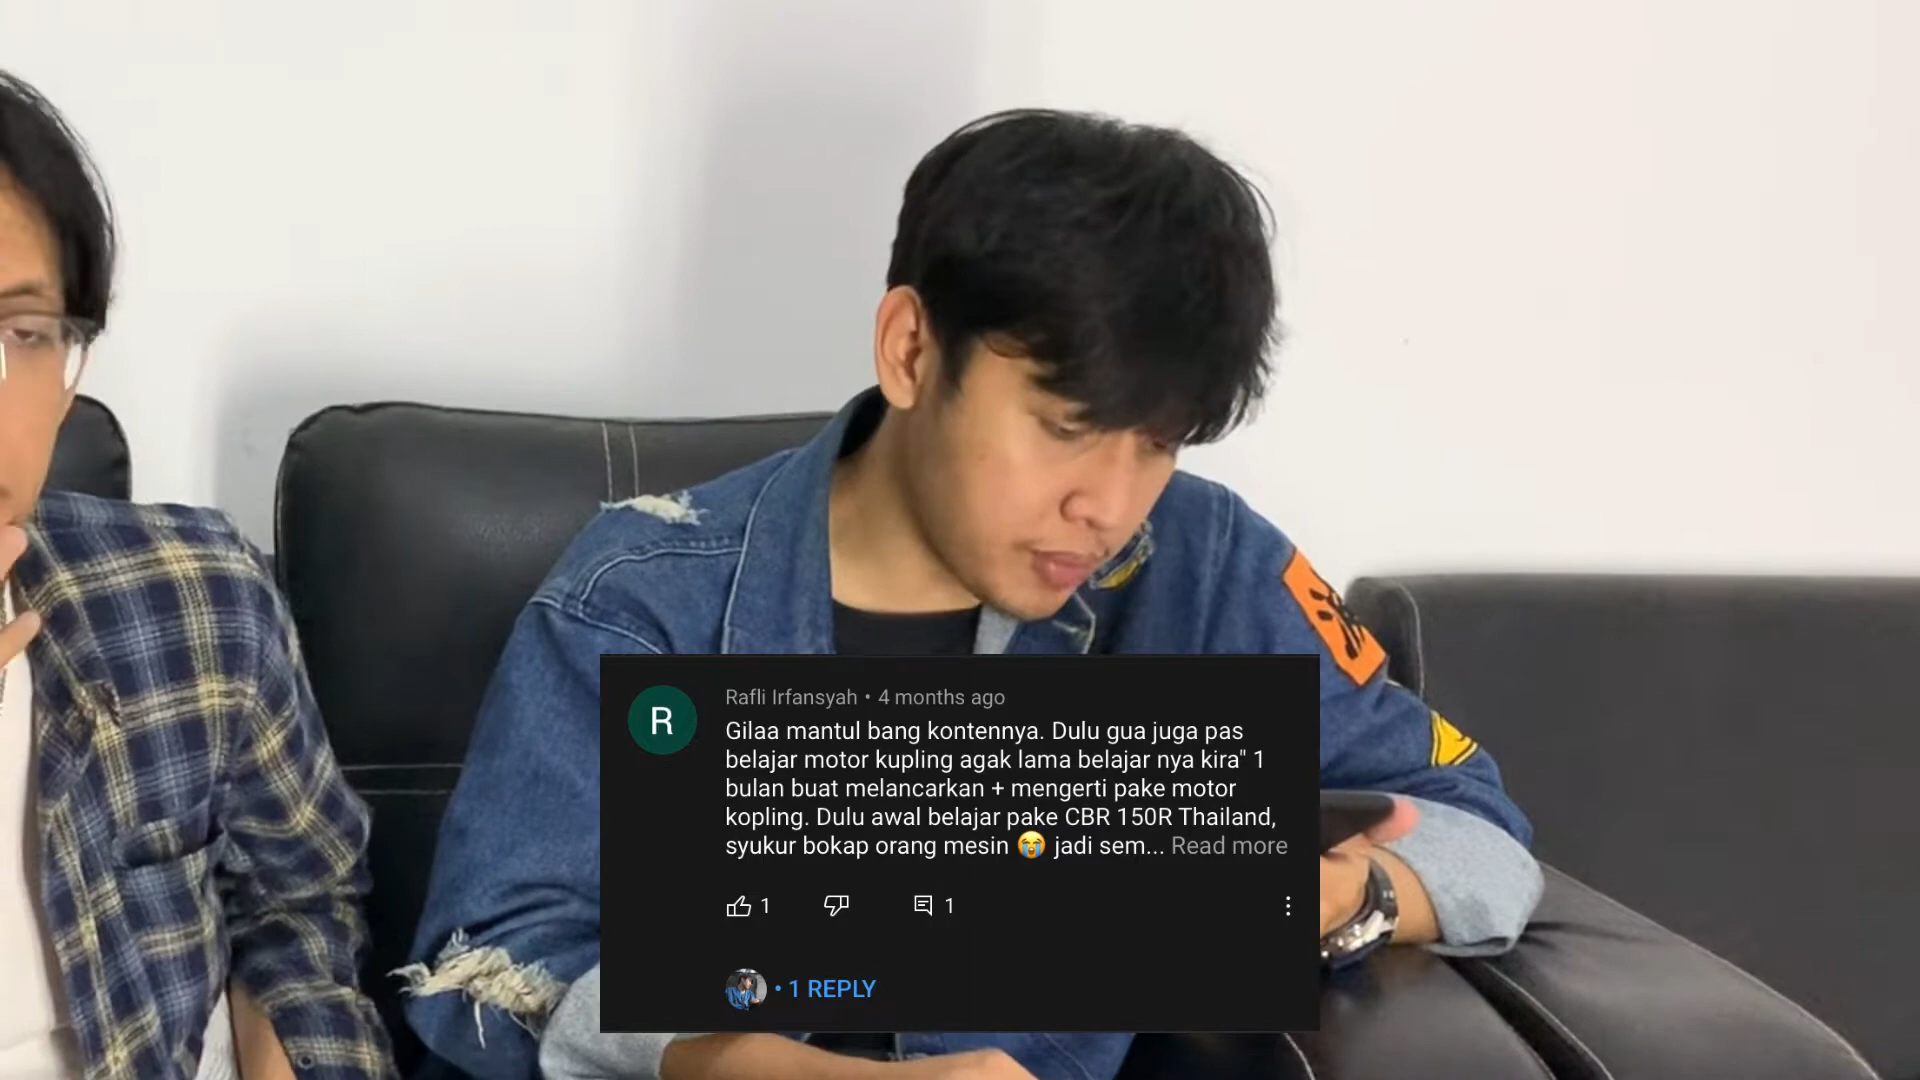 R
Rafli Irfansyah • 4 months ago
Gilaa mantul bang kontennya. Dulu gua juga pas
belajar motor kupling agak lama belajar nya kira" 1
bulan buat melancarkan + mengerti pake motor
kopling. Dulu awal belajar pake CBR 150R Thailand,
syukur bokap orang mesin 😭 jadi sem... Read more
1 1
• 1 REPLY